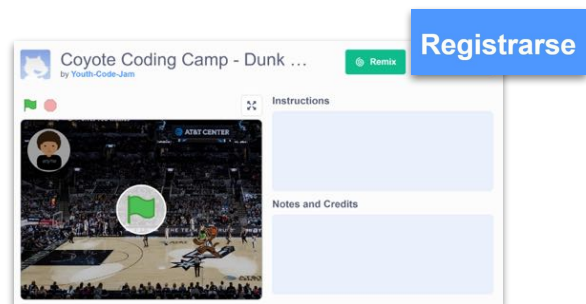 Registrarse
Coyote Coding Camp - Dunk ...
by Youth-Code-Jam
Remix
Instructions
AT&T CENTER
Notes and Credits